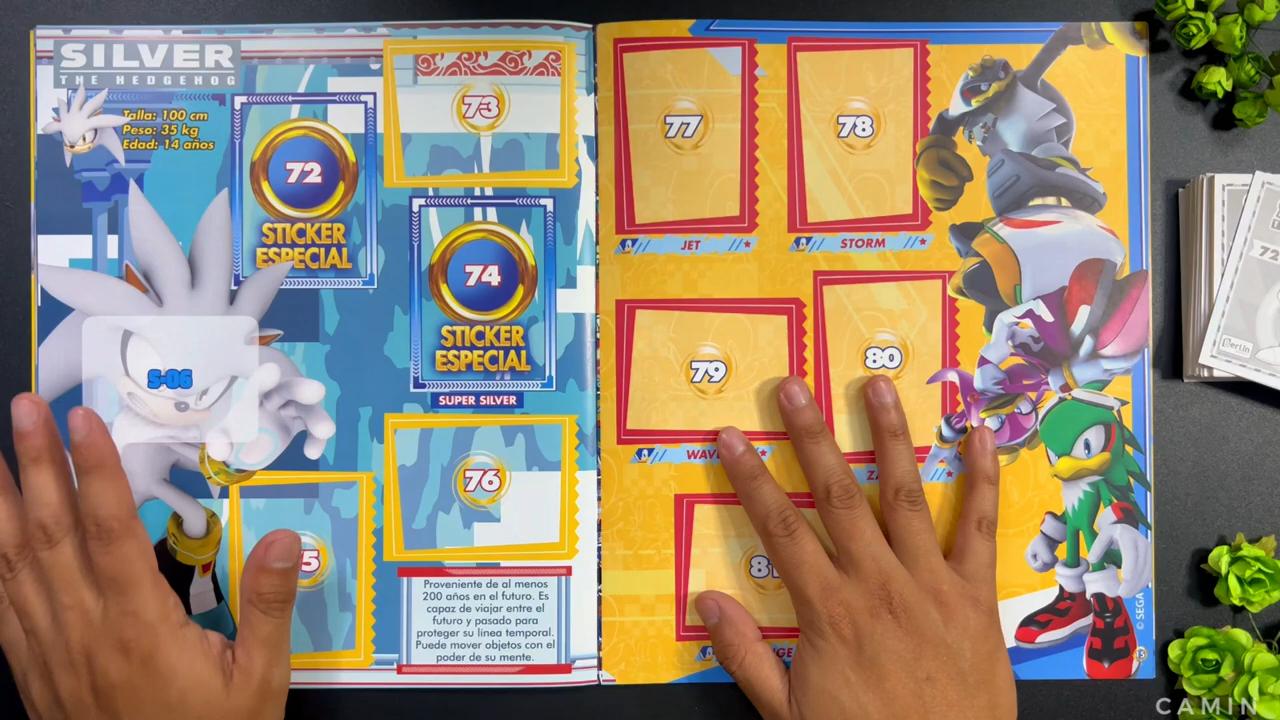 SILVER
THE HEDGEHOG
Talla: 100 cm
Peso: 35 kg
Edad: 14 años
72
STICKER
ESPECIAL
73
74
STICKER
ESPECIAL
SUPER SILVER
S-06
76
Proveniente de al menos
200 años en el futuro. Es
capaz de viajar entre el
futuro y pasado para
proteger su línea temporal.
Puede mover objetos con el
poder de su mente.
77
JET
78
STORM
79
80
81
© SEGA
15
72
CAMIN